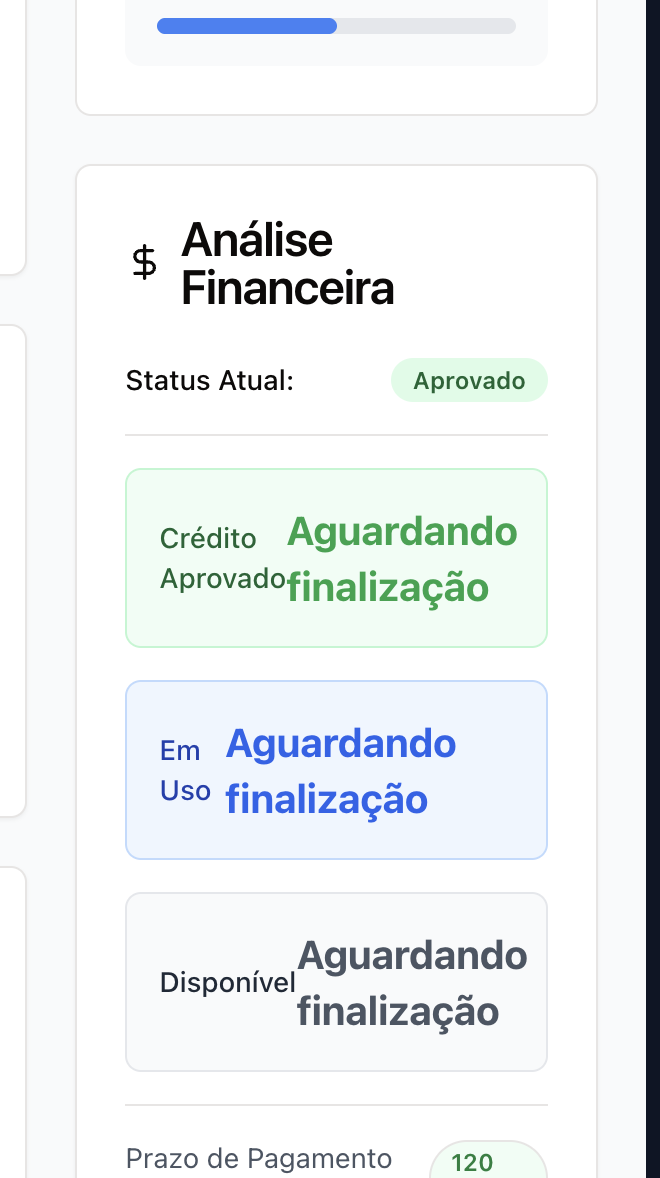 $ Análise
Financeira
Status Atual: Aprovado
Crédito Aguardando
Aprovado finalização
Em Aguardando
Uso finalização
Disponível Aguardando
finalização
Prazo de Pagamento 120